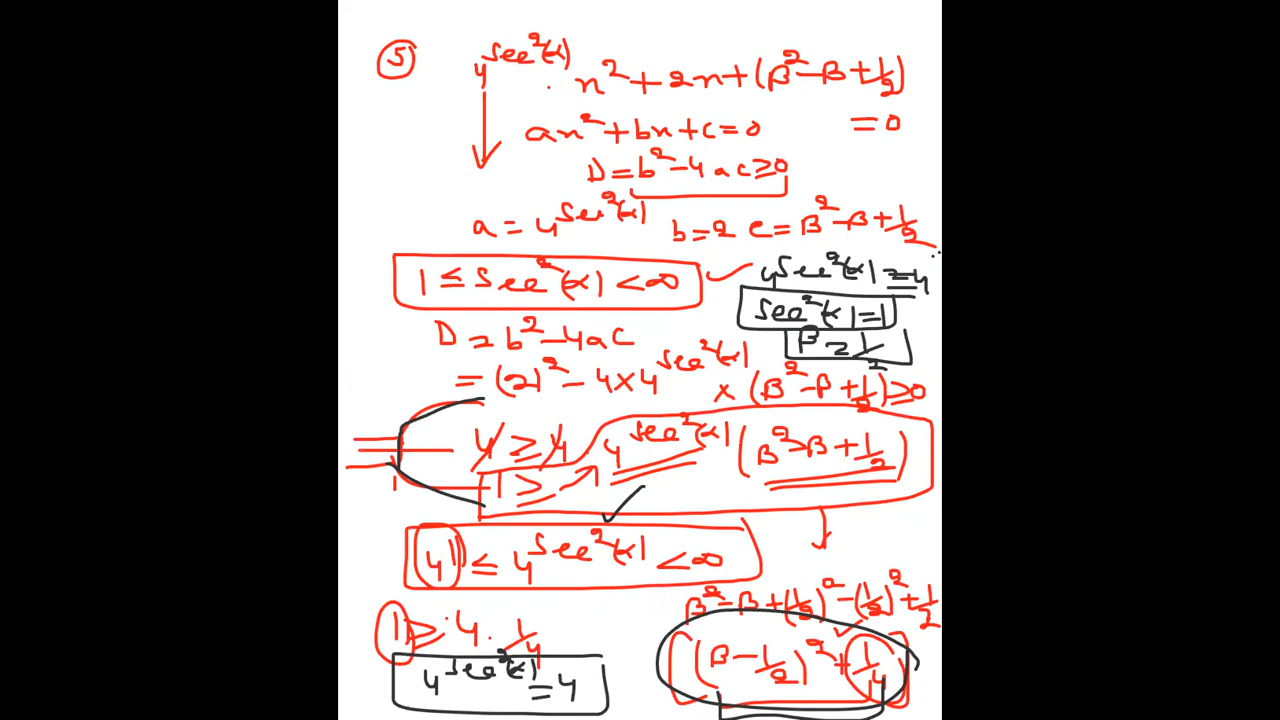 5
4^sec²(α) . x² + 2x + (β² - β + 1/2) = 0
ax² + bx + c = 0
D = b² - 4ac ≥ 0
a = 4^sec²(α) b = 2 c = β² - β + 1/2
1 ≤ sec²(α) < ∞
4^sec²(α) = 4
sec²(α) = 1
β = 1/2
D = b² - 4ac
= (2)² - 4 × 4^sec²(α) × (β² - β + 1/2) ≥ 0
4 ≥ 4 4^sec²(α) (β² - β + 1/2)
1 ≥
4¹ ≤ 4^sec²(α) < ∞
β² - β + (1/2)² - (1/2)² + 1/2
1 ≥ 4 . 1/4
[(β - 1/2)² + 1/4]
4^sec²(α) = 4